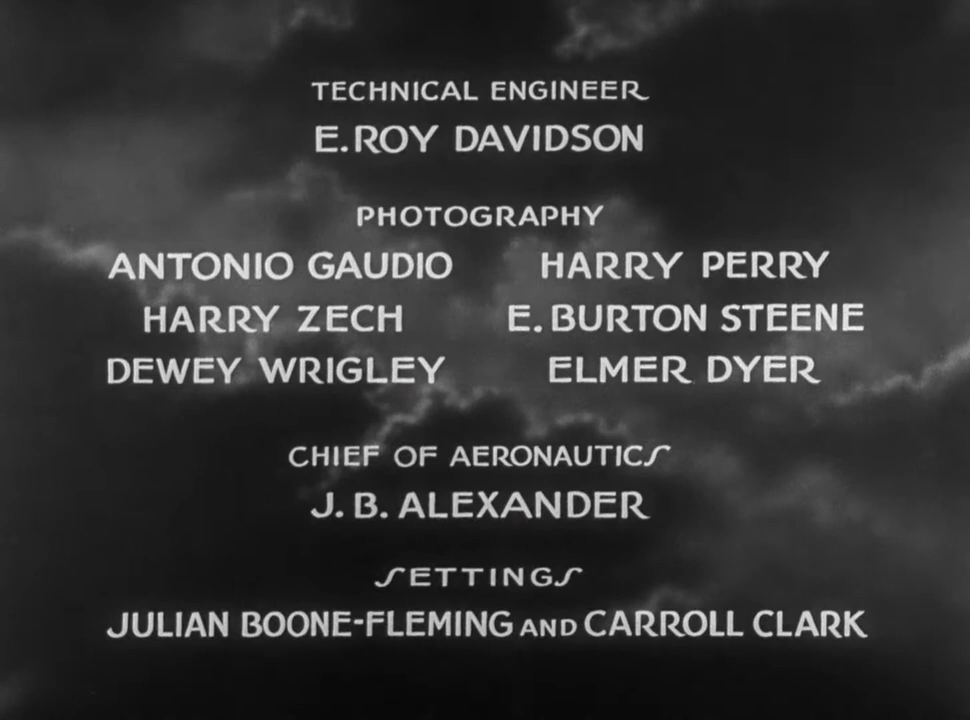 TECHNICAL ENGINEER
E. ROY DAVIDSON
PHOTOGRAPHY
ANTONIO GAUDIO HARRY PERRY
HARRY ZECH E. BURTON STEENE
DEWEY WRIGLEY ELMER DYER
CHIEF OF AERONAUTICS
J. B. ALEXANDER
SETTINGS
JULIAN BOONE-FLEMING AND CARROLL CLARK